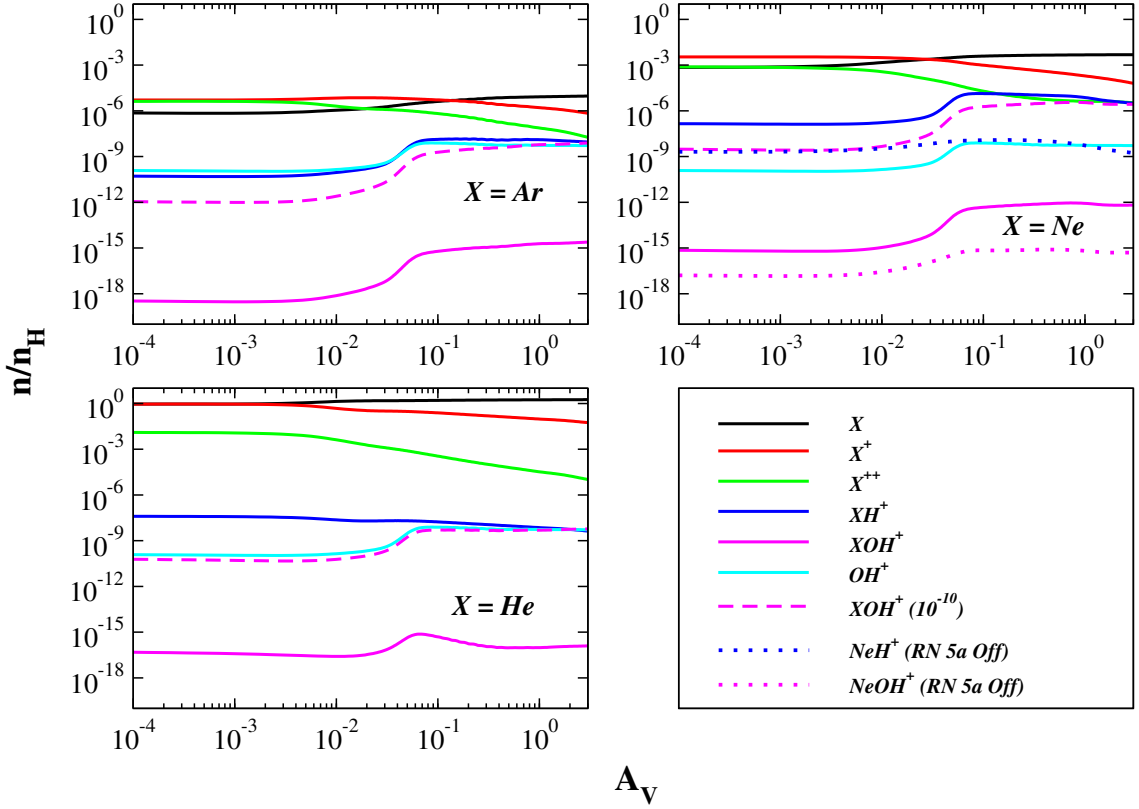 10^0
10^-3
10^-6
10^-9
10^-12
10^-15
10^-18
X = Ar
10^-4 10^-3 10^-2 10^-1 10^0
10^0
10^-3
10^-6
10^-9
10^-12
10^-15
10^-18
X = Ne
10^-4 10^-3 10^-2 10^-1 10^0
n/n_H
10^0
10^-3
10^-6
10^-9
10^-12
10^-15
10^-18
X = He
10^-4 10^-3 10^-2 10^-1 10^0
X
X^+
X^++
XH^+
XOH^+
OH^+
XOH^+ (10^-10)
NeH^+ (RN 5a Off)
NeOH^+ (RN 5a Off)
A_V